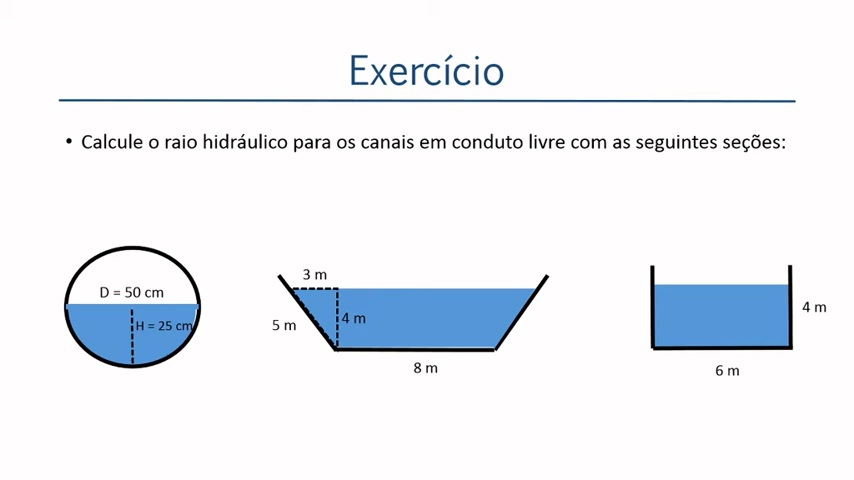 Exercício
• Calcule o raio hidráulico para os canais em conduto livre com as seguintes seções:
D = 50 cm
H = 25 cm
3 m
5 m
4 m
8 m
4 m
6 m